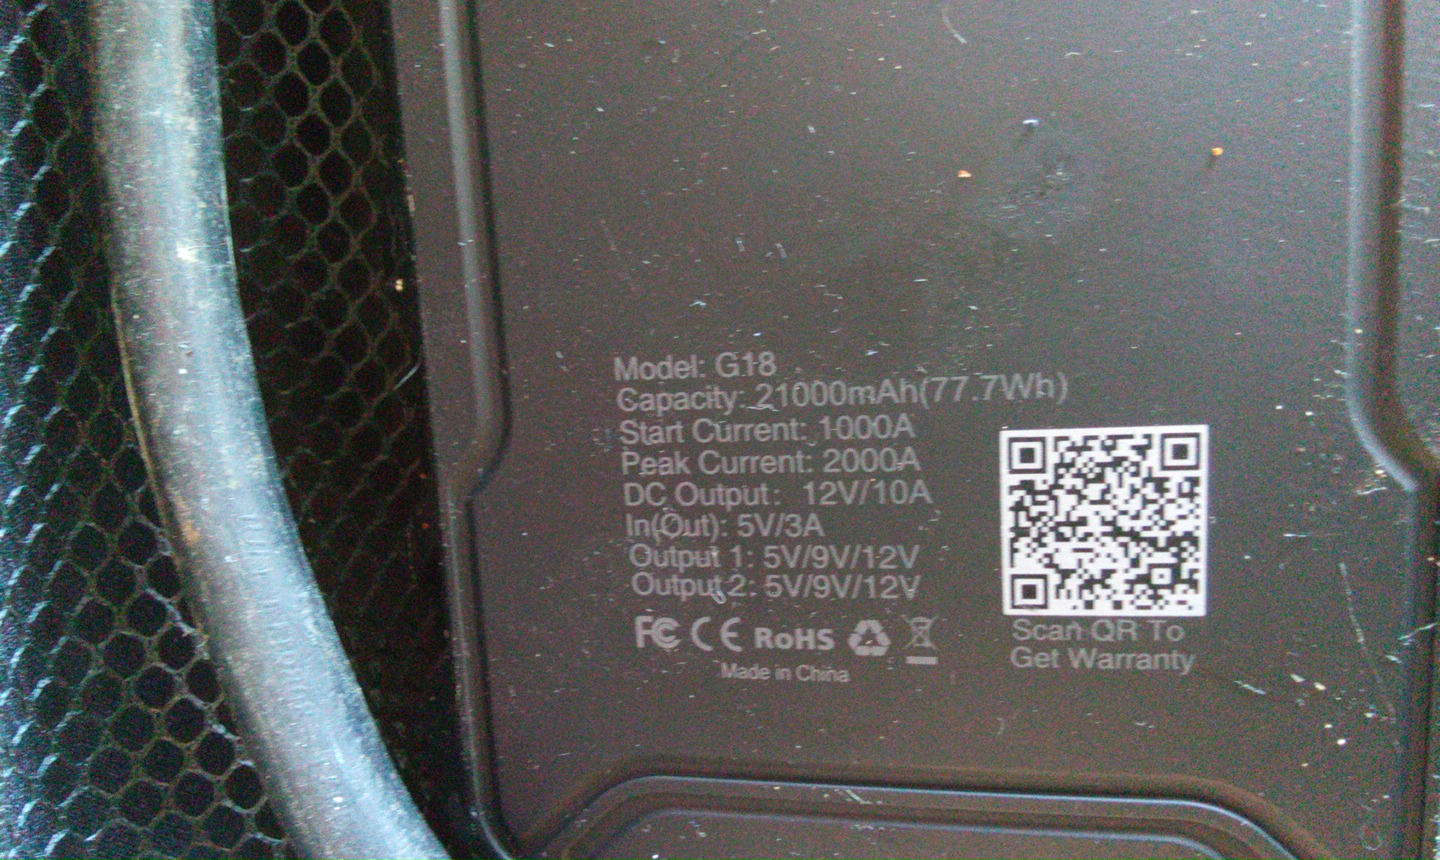 Model: G18
Capacity: 21000mAh(77.7Wh)
Start Current: 1000A
Peak Current: 2000A
DC Output: 12V/10A
In(Out): 5V/3A
Output 1: 5V/9V/12V
Output 2: 5V/9V/12V
FC CE RoHS
Made in China
Scan QR To
Get Warranty